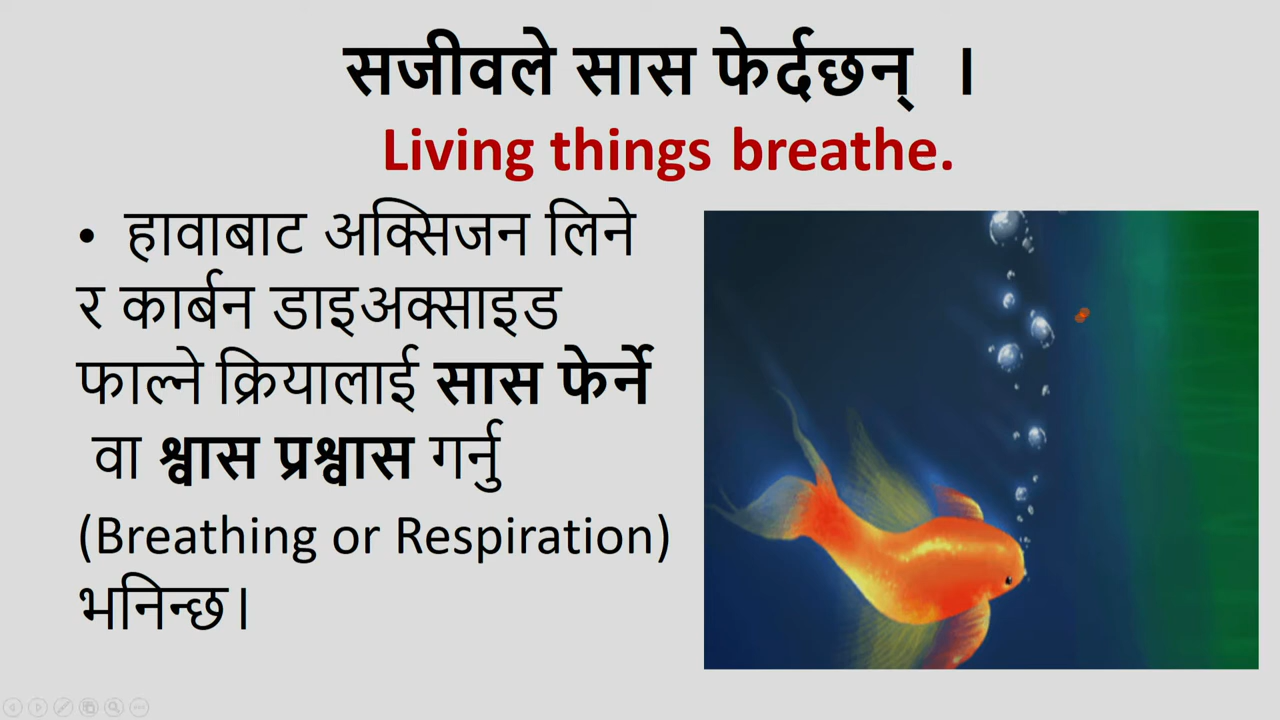 सजीवले सास फेर्दछन् ।
Living things breathe.
• हावाबाट अक्सिजन लिने
र कार्बन डाइअक्साइड
फाल्ने क्रियालाई सास फेर्ने
वा श्वास प्रश्वास गर्नु
(Breathing or Respiration)
भनिन्छ।